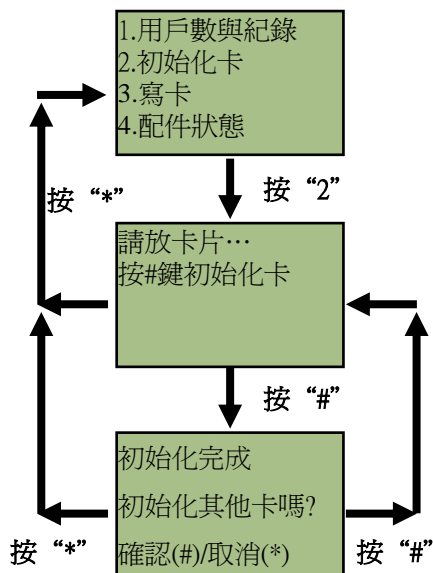 1.用戶數與紀錄
2.初始化卡
3.寫卡
4.配件狀態
按 “*”
按 “2”
請放卡片…
按#鍵初始化卡
按 “#”
初始化完成
初始化其他卡嗎?
確認(#)/取消(*)
按 “*”
按 “#”